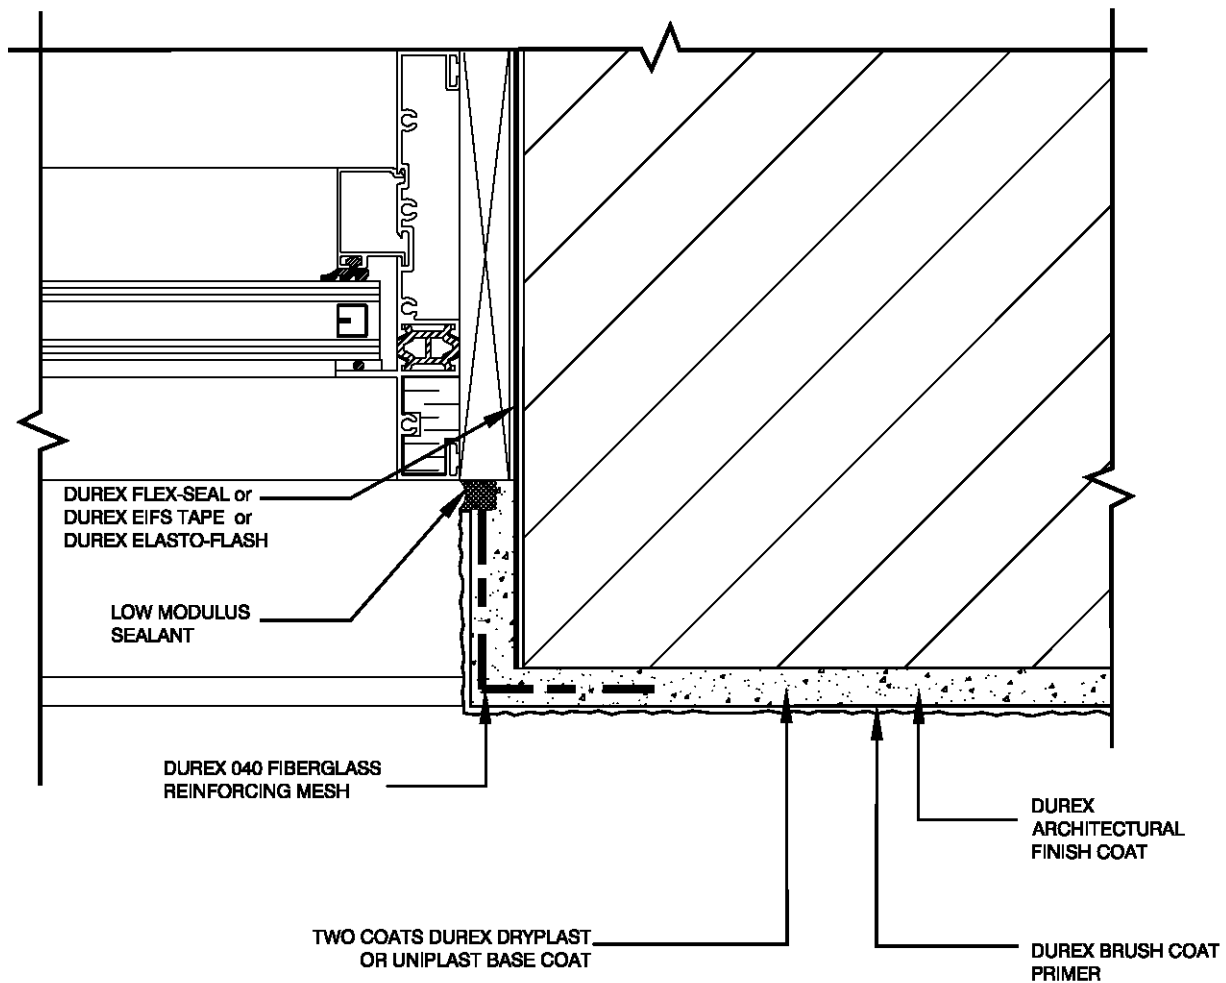 DUREX FLEX-SEAL or
DUREX EIFS TAPE or
DUREX ELASTO-FLASH
LOW MODULUS
SEALANT
DUREX 040 FIBERGLASS
REINFORCING MESH
DUREX
ARCHITECTURAL
FINISH COAT
TWO COATS DUREX DRYPLAST
OR UNIPLAST BASE COAT
DUREX BRUSH COAT
PRIMER